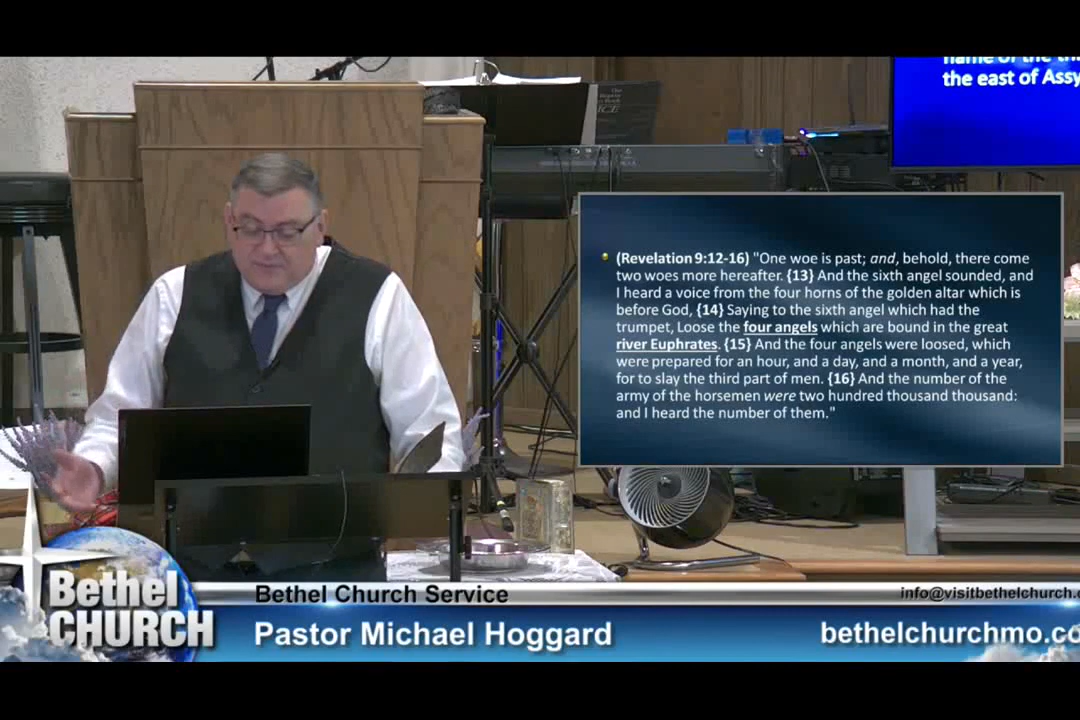 name of the
the east of Assy
(Revelation 9:12-16) "One woe is past; and, behold, there come
two woes more hereafter. {13} And the sixth angel sounded, and
I heard a voice from the four horns of the golden altar which is
before God, {14} Saying to the sixth angel which had the
trumpet, Loose the four angels which are bound in the great
river Euphrates. {15} And the four angels were loosed, which
were prepared for an hour, and a day, and a month, and a year,
for to slay the third part of men. {16} And the number of the
army of the horsemen were two hundred thousand thousand:
and I heard the number of them."
Bethel
CHURCH
Bethel Church Service
info@visitbethelchurch.
Pastor Michael Hoggard
bethelchurchmo.co